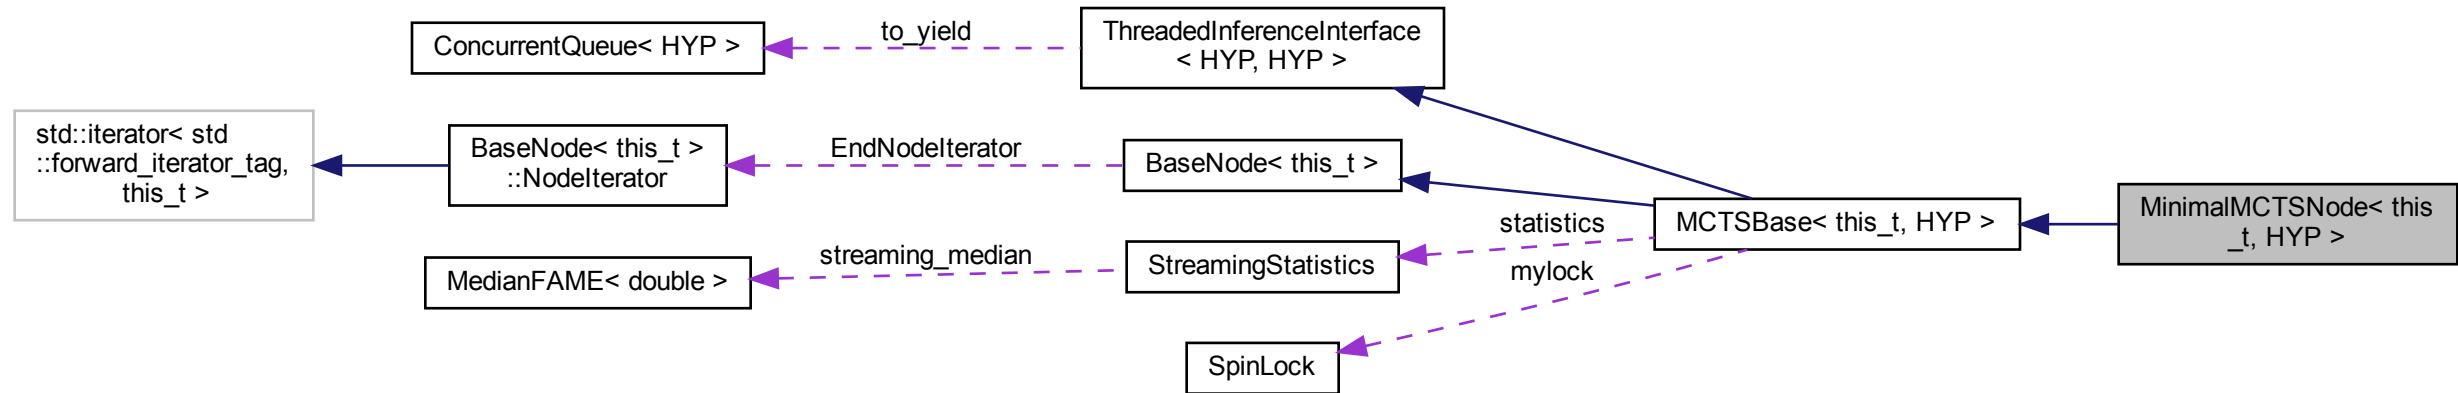 ConcurrentQueue< HYP >
to_yield
ThreadedInferenceInterface
< HYP, HYP >
std::iterator< std
::forward_iterator_tag,
this_t >
BaseNode< this_t >
::NodeIterator
EndNodeIterator
BaseNode< this_t >
MedianFAME< double >
streaming_median
StreamingStatistics
statistics
mylock
SpinLock
MCTSBase< this_t, HYP >
MinimalMCTSNode< this
_t, HYP >